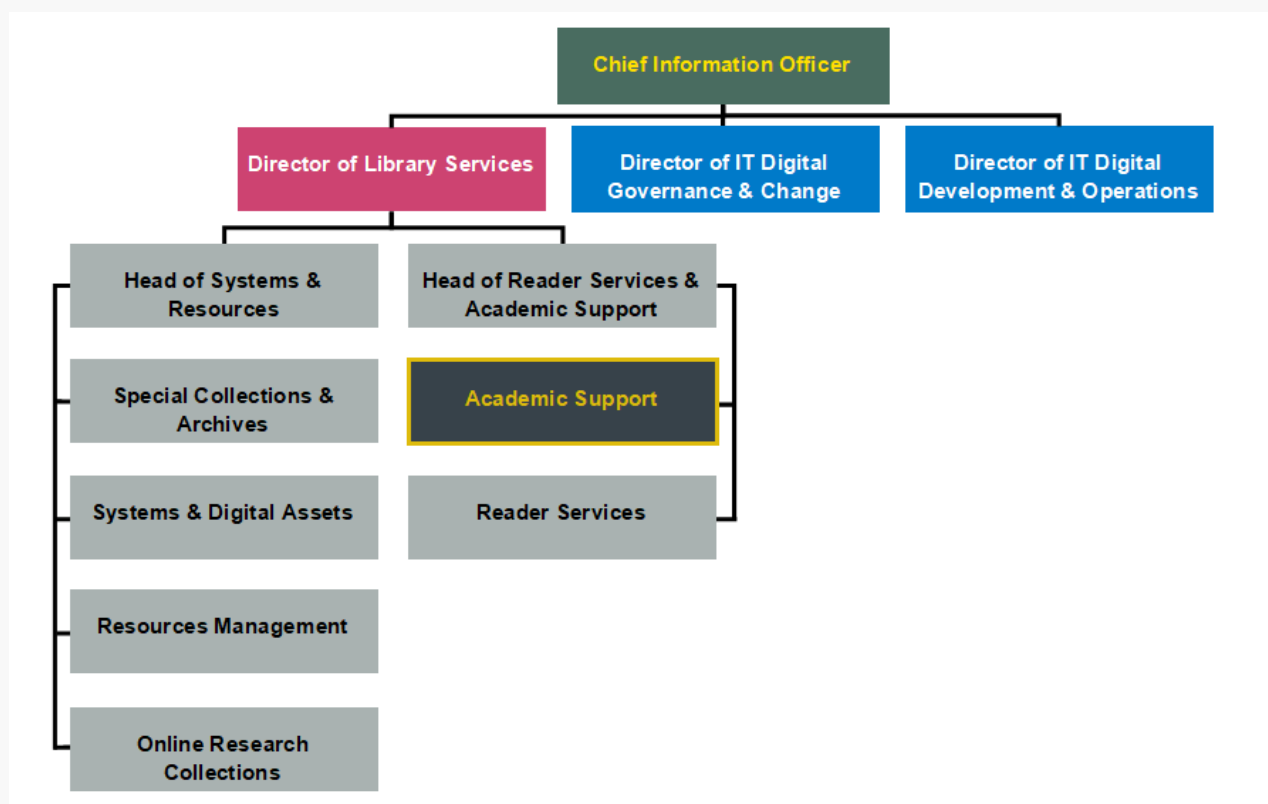 Chief Information Officer
Director of Library Services
Director of IT Digital
Governance & Change
Director of IT Digital
Development & Operations
Head of Systems &
Resources
Head of Reader Services &
Academic Support
Special Collections &
Archives
Academic Support
Systems & Digital Assets
Reader Services
Resources Management
Online Research
Collections